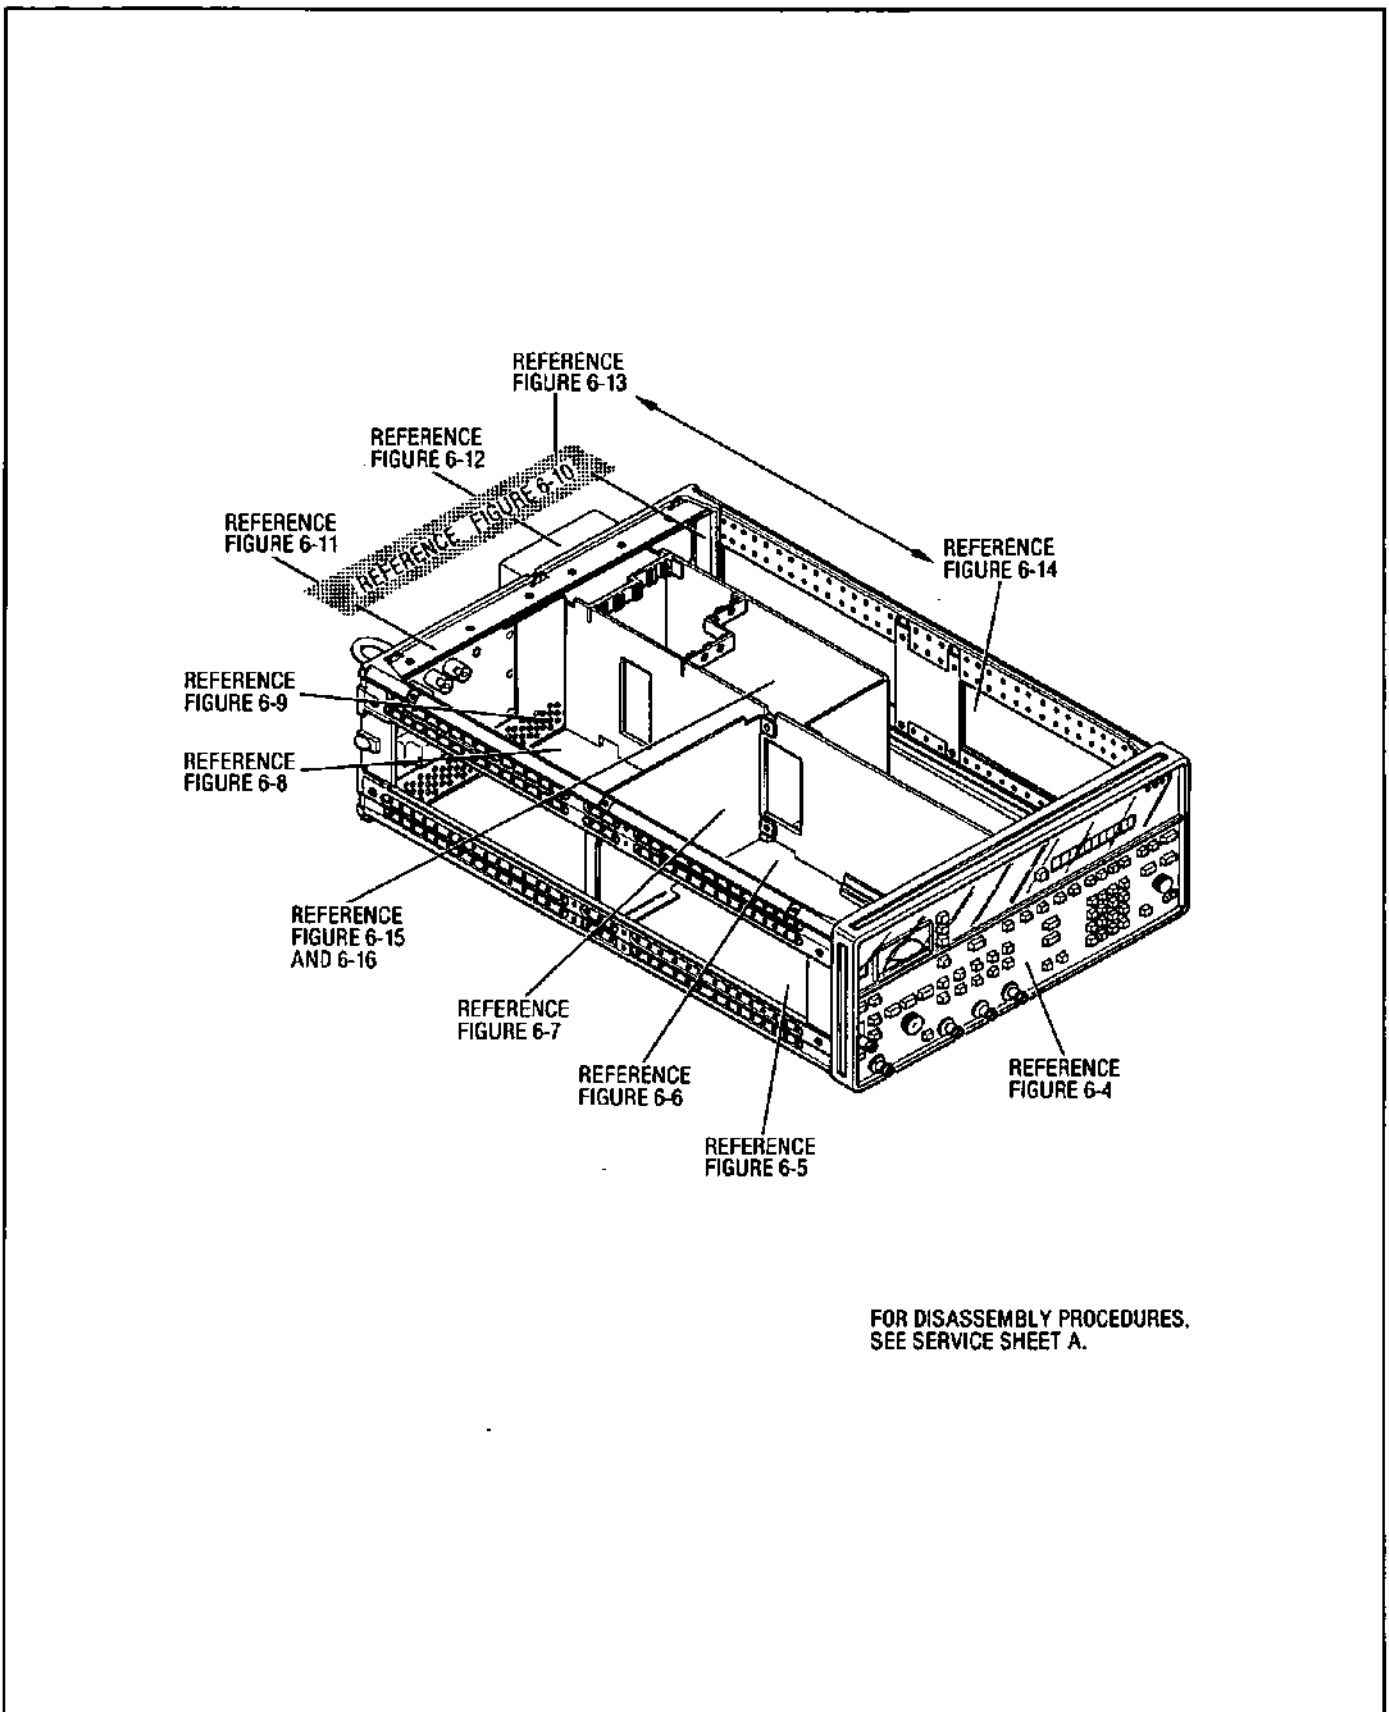 REFERENCE
FIGURE 6-13
REFERENCE
FIGURE 6-12
REFERENCE FIGURE 6-10
REFERENCE
FIGURE 6-11
REFERENCE
FIGURE 6-14
REFERENCE
FIGURE 6-9
REFERENCE
FIGURE 6-8
REFERENCE
FIGURE 6-15
AND 6-16
REFERENCE
FIGURE 6-7
REFERENCE
FIGURE 6-6
REFERENCE
FIGURE 6-4
REFERENCE
FIGURE 6-5
FOR DISASSEMBLY PROCEDURES,
SEE SERVICE SHEET A.